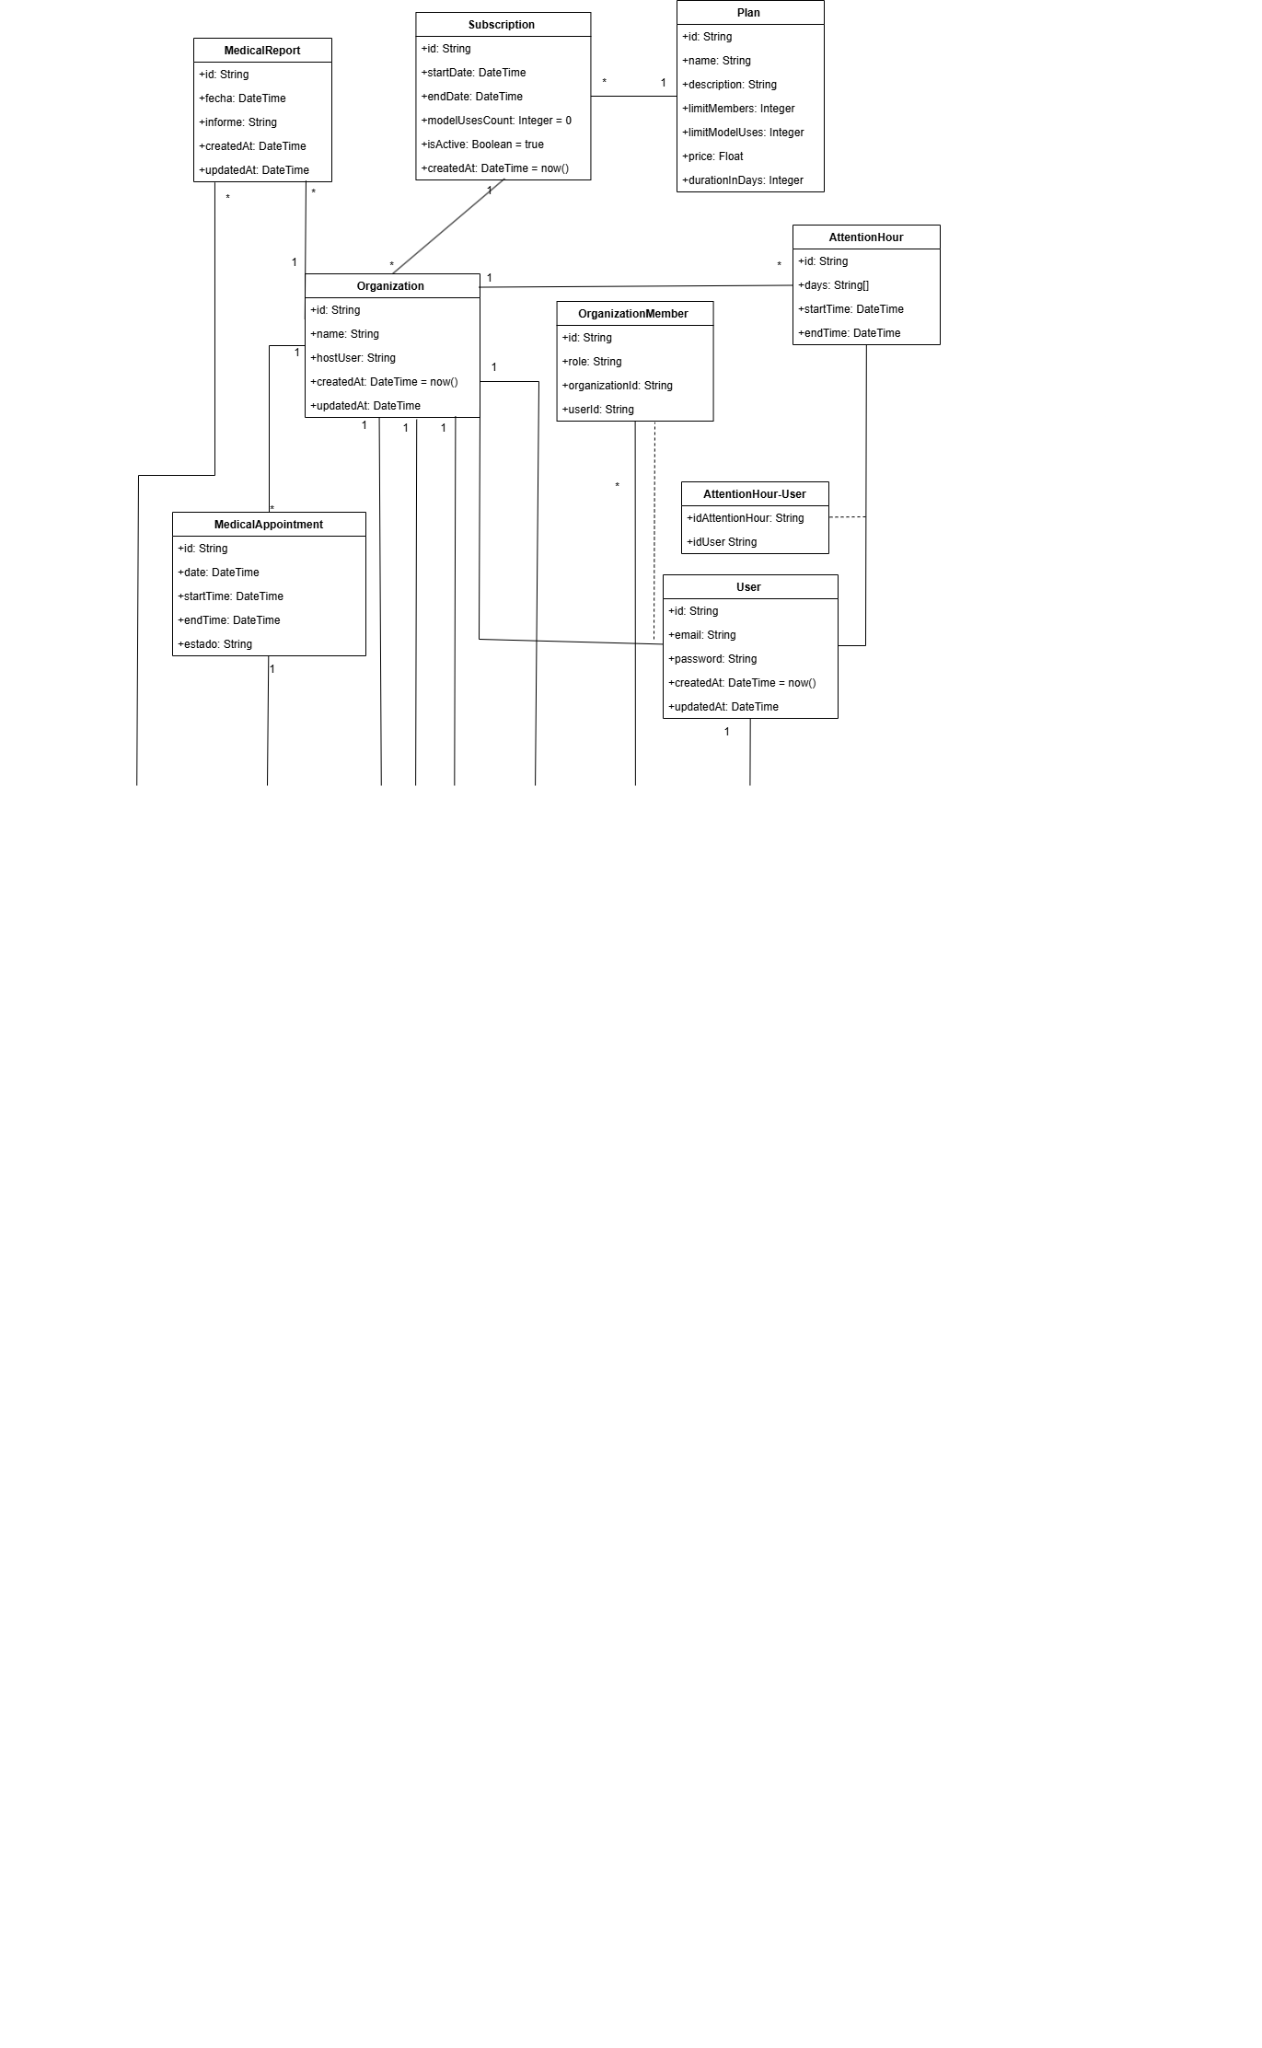 Plan
+id: String
+name: String
+description: String
+limitMembers: Integer
+limitModelUses: Integer
+price: Float
+durationInDays: Integer
Subscription
+id: String
+startDate: DateTime
+endDate: DateTime
+modelUsesCount: Integer = 0
+isActive: Boolean = true
+createdAt: DateTime = now()
*
1
1
MedicalReport
+id: String
+fecha: DateTime
+informe: String
+createdAt: DateTime
+updatedAt: DateTime
*
*
1
*
Organization
+id: String
+name: String
+hostUser: String
+createdAt: DateTime = now()
+updatedAt: DateTime
1
*
1
1
1
1
1
AttentionHour
+id: String
+days: String[]
+startTime: DateTime
+endTime: DateTime
OrganizationMember
+id: String
+role: String
+organizationId: String
+userId: String
*
AttentionHour-User
+idAttentionHour: String
+idUser String
*
MedicalAppointment
+id: String
+date: DateTime
+startTime: DateTime
+endTime: DateTime
+estado: String
1
User
+id: String
+email: String
+password: String
+createdAt: DateTime = now()
+updatedAt: DateTime
1